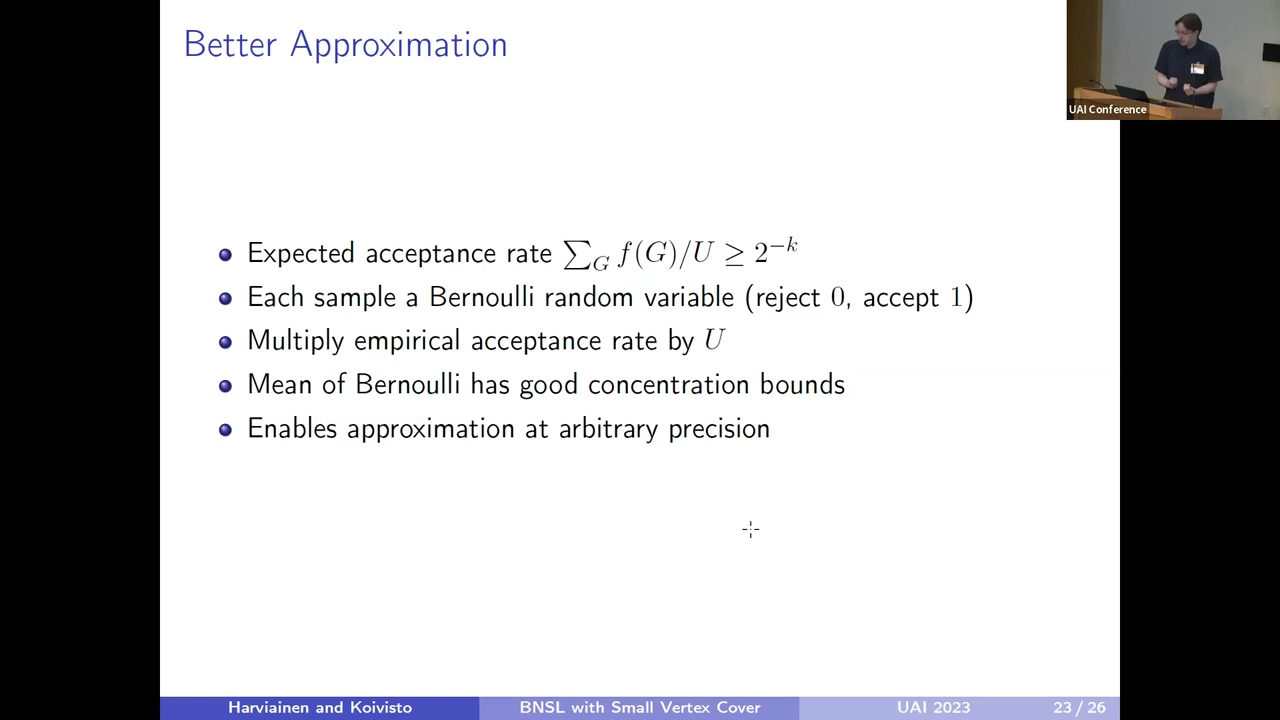 Better Approximation
UAI Conference
Expected acceptance rate ∑_G f(G)/U ≥ 2^{−k}
Each sample a Bernoulli random variable (reject 0, accept 1)
Multiply empirical acceptance rate by U
Mean of Bernoulli has good concentration bounds
Enables approximation at arbitrary precision
Harviainen and Koivisto
BNSL with Small Vertex Cover
UAI 2023
23 / 26